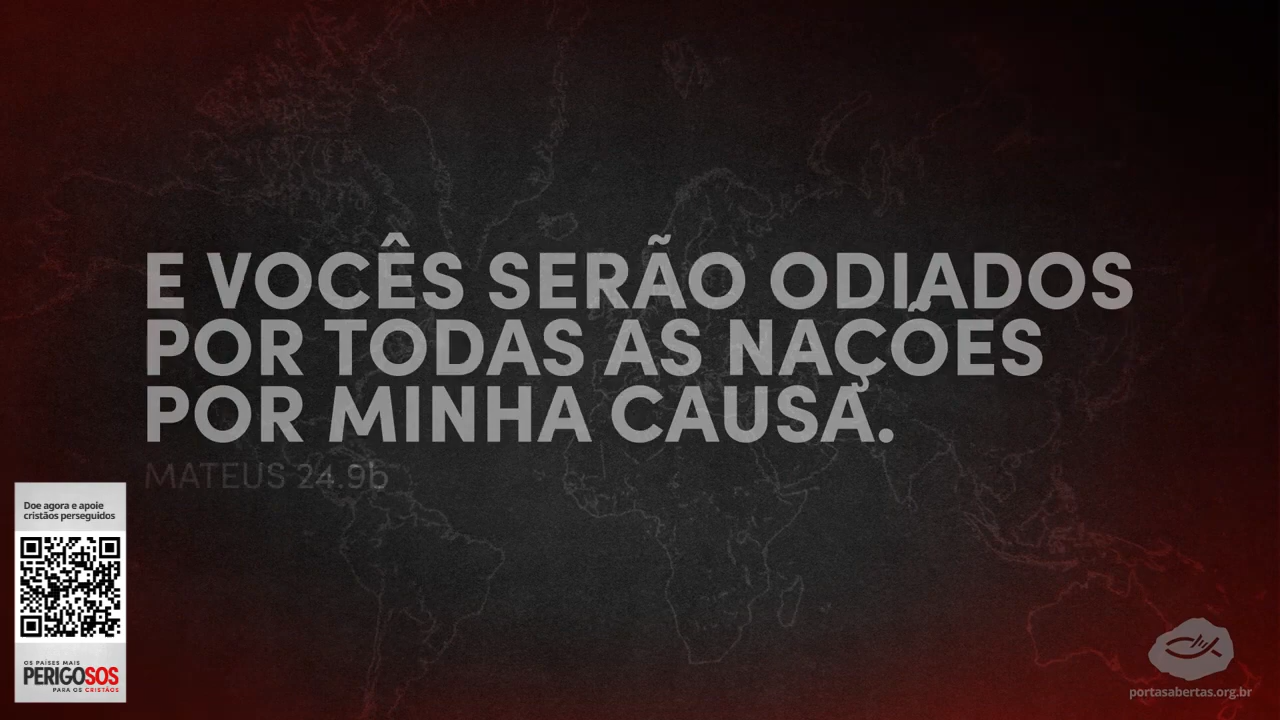 E VOCÊS SERÃO ODIADOS
POR TODAS AS NAÇÕES
POR MINHA CAUSA.
MATEUS 24.9b
Doe agora e apoie
cristãos perseguidos
OS PAÍSES MAIS
PERIGOSOS
PARA OS CRISTÃOS
portasabertas.org.br